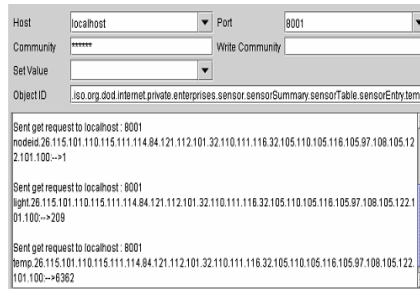 Host localhost Port 8001
Community ****** Write Community
Set Value
Object ID .iso.org.dod.internet.private.enterprises.sensor.sensorSummary.sensorTable.sensorEntry.tem
Sent get request to localhost : 8001
nodeid.26.115.101.110.115.111.114.84.121.112.101.32.110.111.116.32.105.110.105.116.105.97.108.105.12
2.101.100:-->1
Sent get request to localhost : 8001
light.26.115.101.110.115.111.114.84.121.112.101.32.110.111.116.32.105.110.105.116.105.97.108.105.122.1
01.100:-->209
Sent get request to localhost : 8001
temp.26.115.101.110.115.111.114.84.121.112.101.32.110.111.116.32.105.110.105.116.105.97.108.105.122.
101.100:-->6362